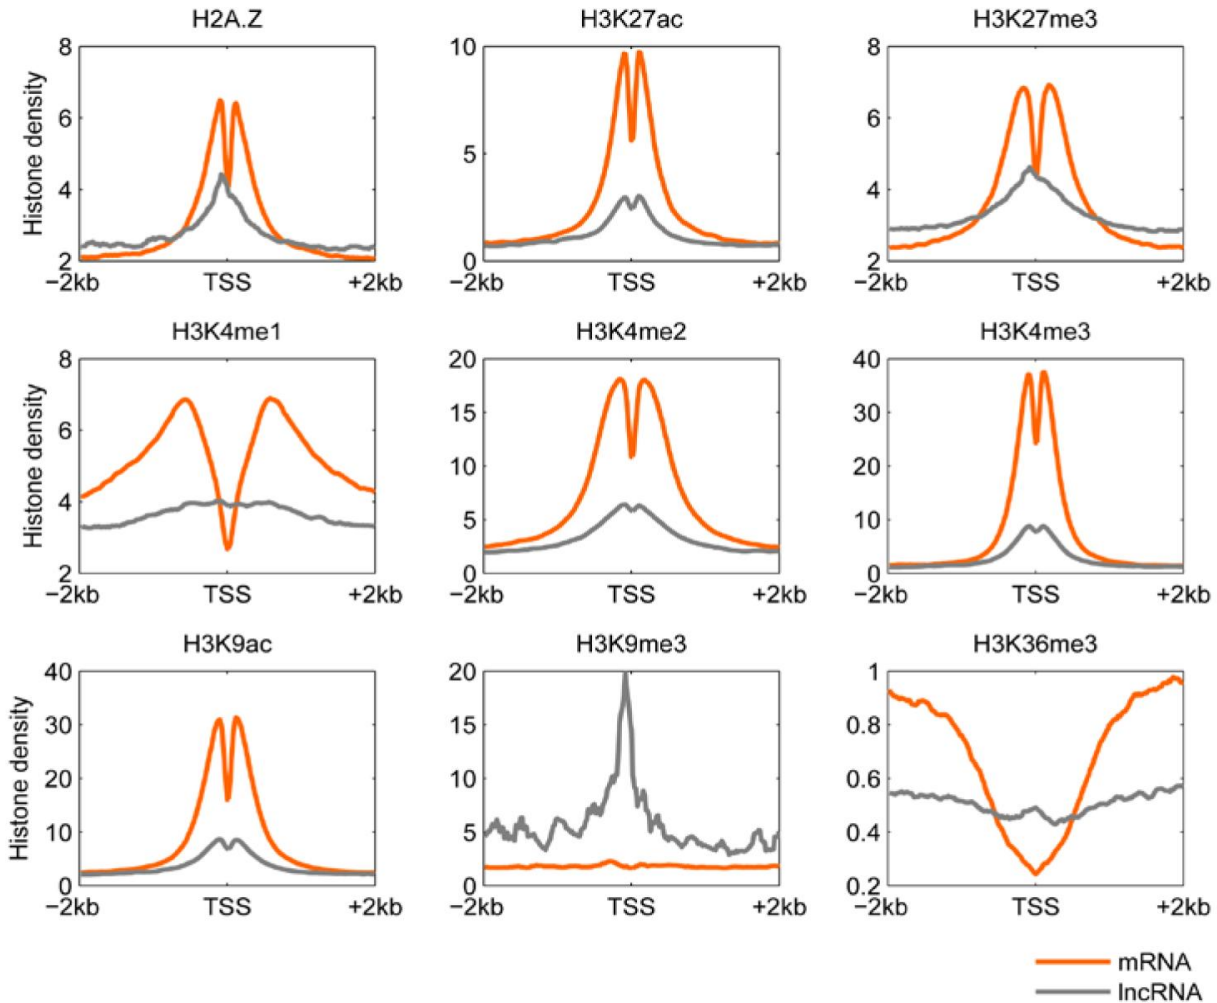 H2A.Z H3K27ac H3K27me3
Histone density
8 10 8
6 6
5
4 4
2 0 2
−2kb TSS +2kb −2kb TSS +2kb −2kb TSS +2kb
H3K4me1 H3K4me2 H3K4me3
Histone density
8 20 40
6 15 30
4 10 20
5 10
2 0 0
−2kb TSS +2kb −2kb TSS +2kb −2kb TSS +2kb
H3K9ac H3K9me3 H3K36me3
Histone density
40 20 1
30 15 0.8
20 10 0.6
10 5 0.4
0 0 0.2
−2kb TSS +2kb −2kb TSS +2kb −2kb TSS +2kb
mRNA
lncRNA